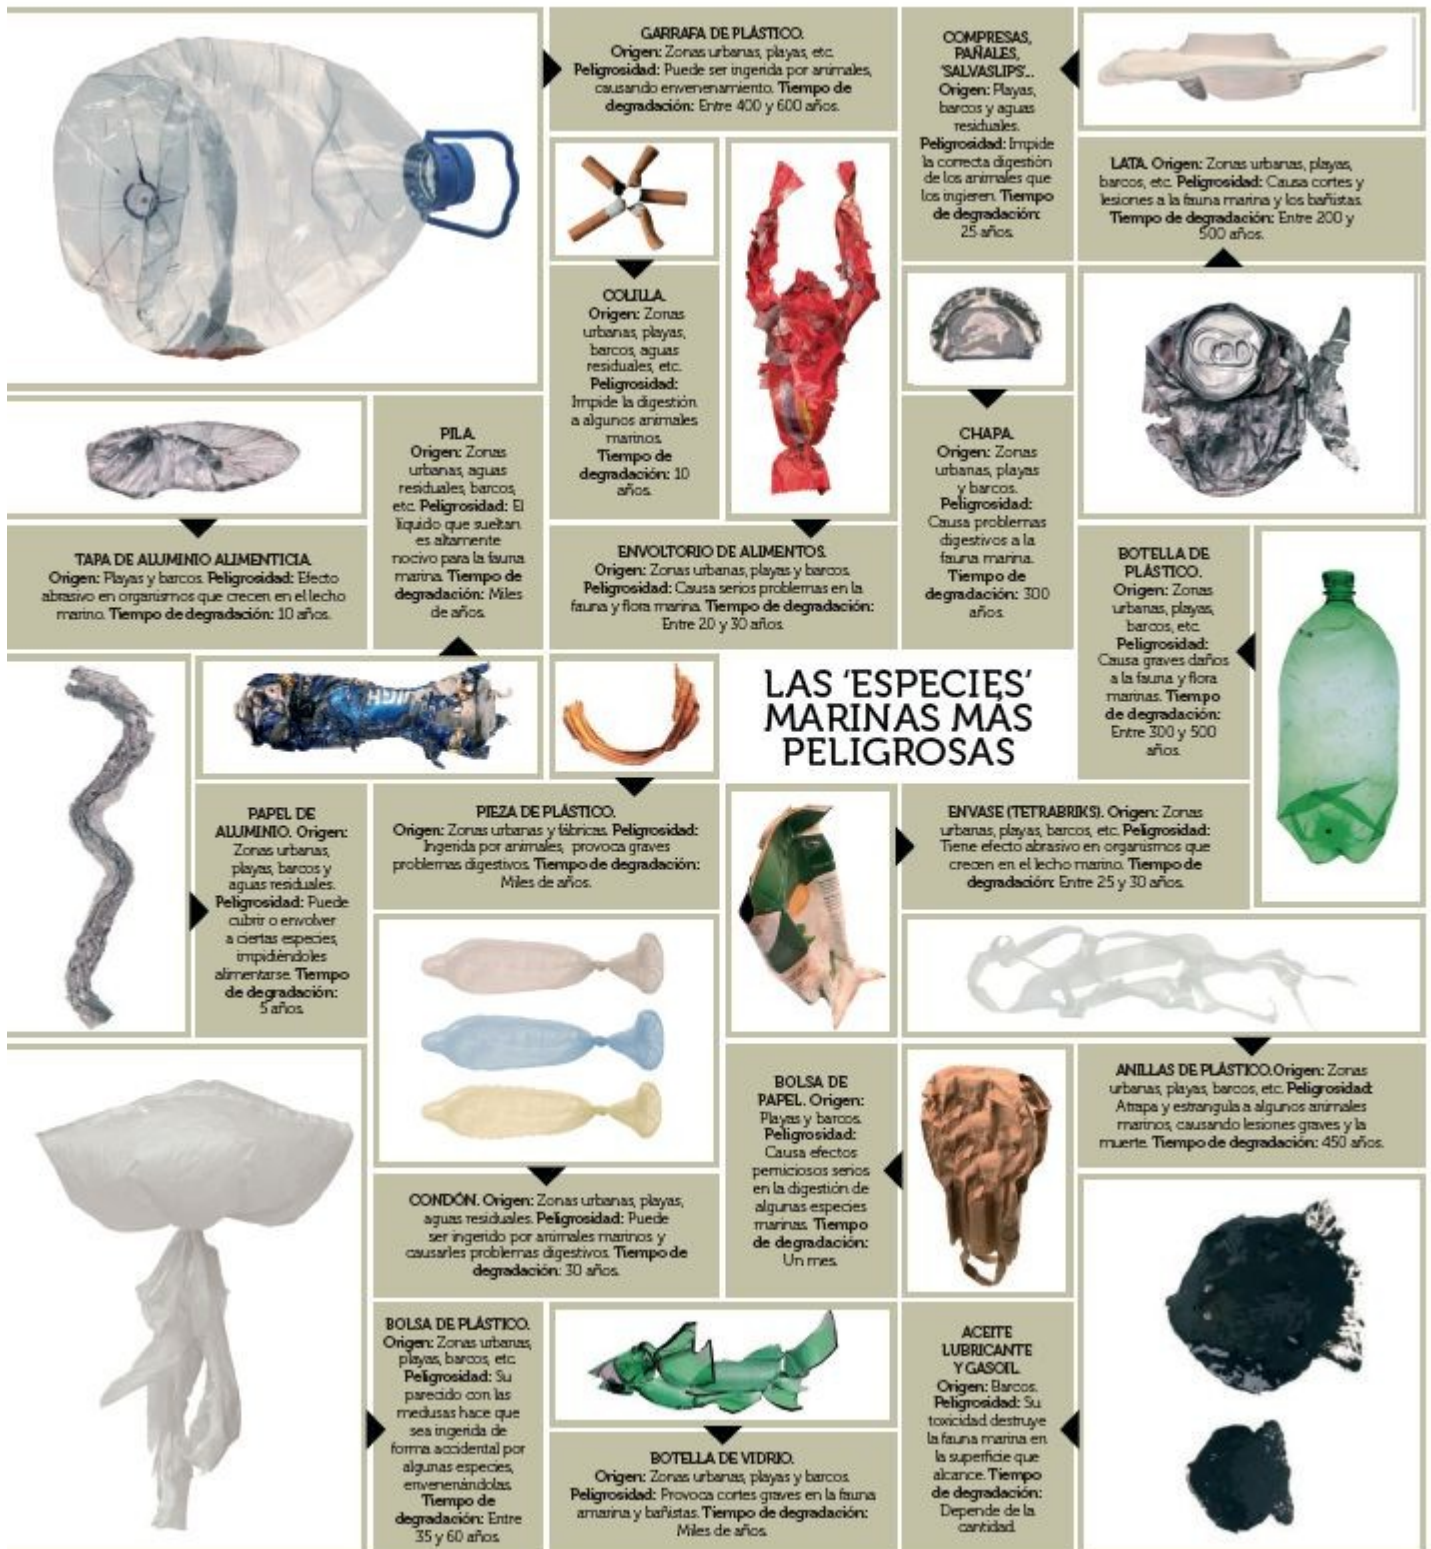 GARRAFA DE PLÁSTICO.
Origen: Zonas urbanas, playas, etc.
Peligrosidad: Puede ser ingerida por animales,
causando envenenamiento. Tiempo de
degradación: Entre 400 y 600 años.
COMPRESAS,
PAÑALES,
'SALVASLIPS'...
Origen: Playas,
barcos y aguas
residuales.
Peligrosidad: Impide
la correcta digestión
de los animales que
los ingieren. Tiempo
de degradación:
25 años.
LATA. Origen: Zonas urbanas, playas,
barcos, etc. Peligrosidad: Causa cortes y
lesiones a la fauna marina y los bañistas.
Tiempo de degradación: Entre 200 y
500 años.
COLILLA.
Origen: Zonas
urbanas, playas,
barcos, aguas
residuales, etc.
Peligrosidad:
Impide la digestión
a algunos animales
marinos.
Tiempo de
degradación: 10
años.
PILA.
Origen: Zonas
urbanas, aguas
residuales, barcos,
etc. Peligrosidad: El
líquido que sueltan
es altamente
nocivo para la fauna
marina. Tiempo de
degradación: Miles
de años.
CHAPA.
Origen: Zonas
urbanas, playas
y barcos.
Peligrosidad:
Causa problemas
digestivos a la
fauna marina.
Tiempo de
degradación: 300
años.
TAPA DE ALUMINIO ALIMENTICIA.
Origen: Playas y barcos. Peligrosidad: Efecto
abrasivo en organismos que crecen en el lecho
marino. Tiempo de degradación: 10 años.
ENVOLTORIO DE ALIMENTOS.
Origen: Zonas urbanas, playas y barcos.
Peligrosidad: Causa serios problemas en la
fauna y flora marina. Tiempo de degradación:
Entre 20 y 30 años.
BOTELLA DE
PLÁSTICO.
Origen: Zonas
urbanas, playas,
barcos, etc.
Peligrosidad:
Causa graves daños
a la fauna y flora
marinas. Tiempo
de degradación:
Entre 300 y 500
años.
LAS 'ESPECIES'
MARINAS MÁS
PELIGROSAS
PAPEL DE
ALUMINIO. Origen:
Zonas urbanas,
playas, barcos y
aguas residuales.
Peligrosidad: Puede
cubrir o envolver
a ciertas especies,
impidiéndoles
alimentarse. Tiempo
de degradación:
5 años.
PIEZA DE PLÁSTICO.
Origen: Zonas urbanas y fábricas. Peligrosidad:
Ingerida por animales, provoca graves
problemas digestivos. Tiempo de degradación:
Miles de años.
ENVASE (TETRABRIKS). Origen: Zonas
urbanas, playas, barcos, etc. Peligrosidad:
Tiene efecto abrasivo en organismos que
crecen en el lecho marino. Tiempo de
degradación: Entre 25 y 30 años.
BOLSA DE
PAPEL. Origen:
Playas y barcos.
Peligrosidad:
Causa efectos
perniciosos serios
en la digestión de
algunas especies
marinas. Tiempo
de degradación:
Un mes.
ANILLAS DE PLÁSTICO. Origen: Zonas
urbanas, playas, barcos, etc. Peligrosidad:
Atrapa y estrangula a algunos animales
marinos, causando lesiones graves y la
muerte. Tiempo de degradación: 450 años.
CONDÓN. Origen: Zonas urbanas, playas,
aguas residuales. Peligrosidad: Puede
ser ingerido por animales marinos y
causarles problemas digestivos. Tiempo de
degradación: 30 años.
BOLSA DE PLÁSTICO.
Origen: Zonas urbanas,
playas, barcos, etc.
Peligrosidad: Su
parecido con las
medusas hace que
sea ingerida de
forma accidental por
algunas especies,
envenenándolas.
Tiempo de
degradación: Entre
35 y 60 años.
BOTELLA DE VIDRIO.
Origen: Zonas urbanas, playas y barcos.
Peligrosidad: Provoca cortes graves en la fauna
amarina y bañistas. Tiempo de degradación:
Miles de años.
ACEITE
LUBRICANTE
Y GASOIL.
Origen: Barcos.
Peligrosidad: Su
toxicidad destruye
la fauna marina en
la superficie que
alcance. Tiempo
de degradación:
Depende de la
cantidad.